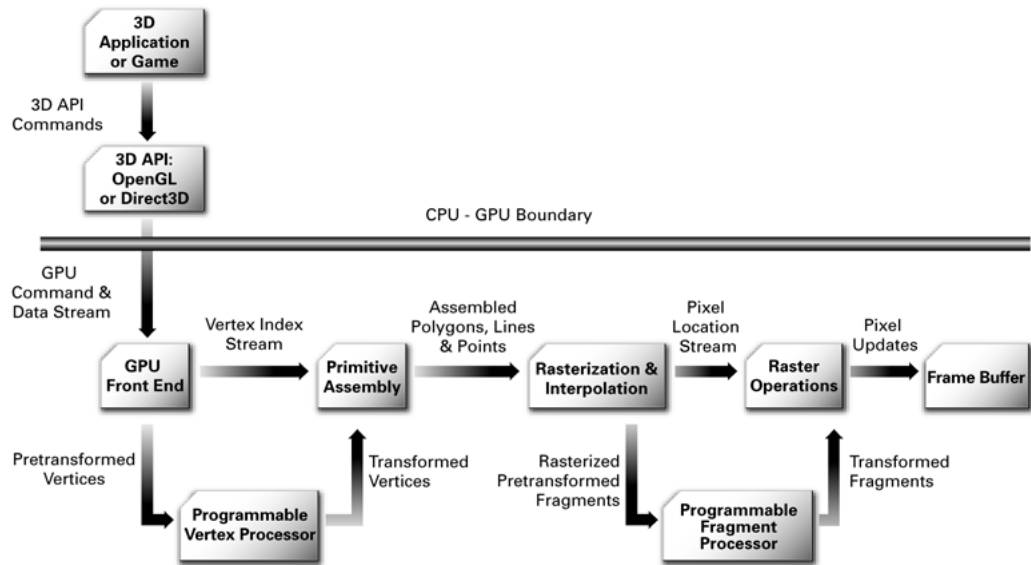 3D
Application
or Game
3D API
Commands
3D API:
OpenGL
or Direct3D
CPU - GPU Boundary
GPU
Command &
Data Stream
GPU
Front End
Vertex Index
Stream
Primitive
Assembly
Assembled
Polygons, Lines
& Points
Rasterization &
Interpolation
Pixel
Location
Stream
Raster
Operations
Pixel
Updates
Frame Buffer
Pretransformed
Vertices
Programmable
Vertex Processor
Transformed
Vertices
Rasterized
Pretransformed
Fragments
Programmable
Fragment
Processor
Transformed
Fragments